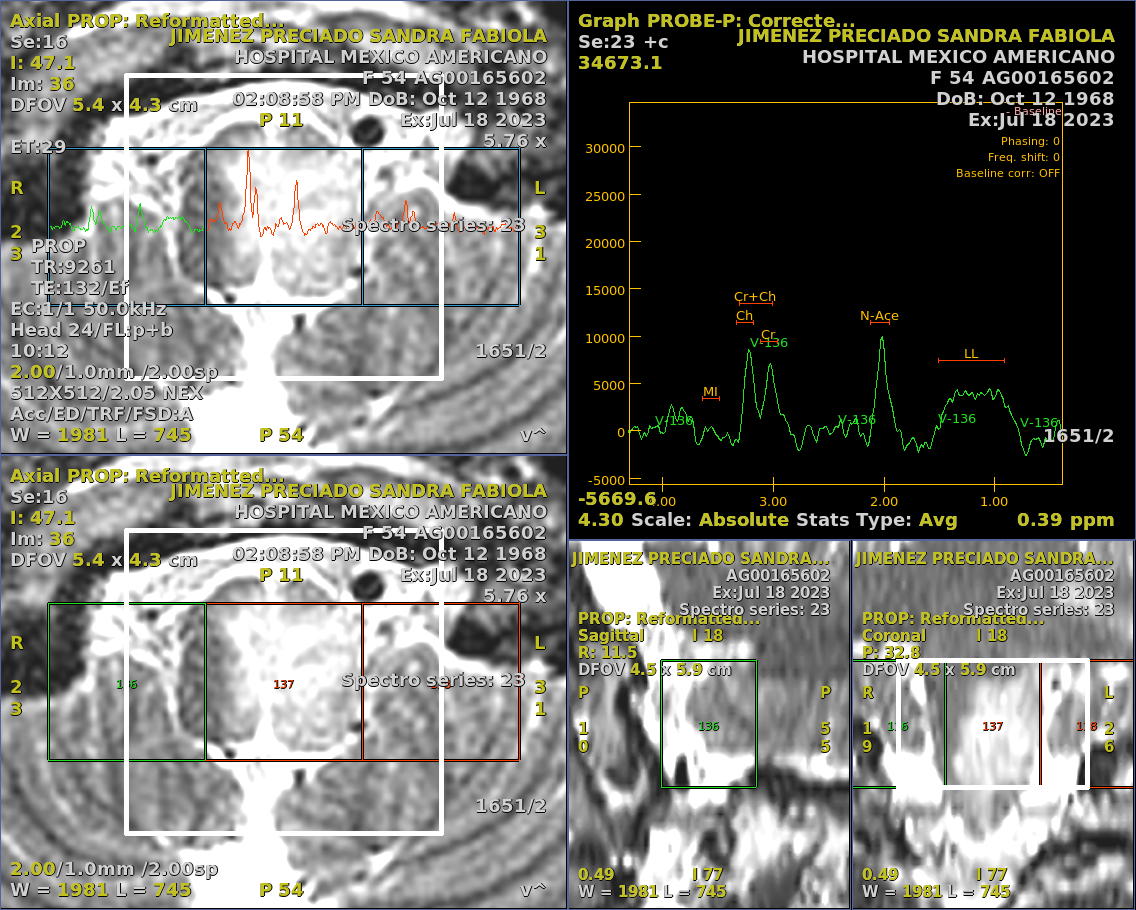 Axial PROP: Reformatted...
JIMENEZ PRECIADO SANDRA FABIOLA
Se:16
HOSPITAL MEXICO AMERICANO
I: 47.1
F 54 AG00165602
Im: 36
DFOV 5.4 x 4.3 cm
02:08:58 PM DoB: Oct 12 1968
P 11
Ex:Jul 18 2023
5.76 x
ET:29
R
L
Spectro series: 23
2
3
3
1
PROP
TR:9261
TE:132/Ef
EC:1/1 50.0kHz
Head 24/FL:p+b
10:12
1651/2
2.00/1.0mm /2.00sp
512X512/2.05 NEX
Acc/ED/TRF/FSD:A
W = 1981 L = 745
P 54
v^
Graph PROBE-P: Correcte...
JIMENEZ PRECIADO SANDRA FABIOLA
Se:23 +c
HOSPITAL MEXICO AMERICANO
34673.1
F 54 AG00165602
DoB: Oct 12 1968
Baseline
Ex:Jul 18 2023
Phasing: 0
Freq. shift: 0
Baseline corr: OFF
30000
25000
20000
15000
10000
5000
0
-5000
Cr+Ch
Ch
Cr
N-Ace
V-136
LL
MI
V-136
V-136
V-136
V-136
1651/2
-5669.6
3.00
2.00
1.00
4.30 Scale: Absolute Stats Type: Avg
0.39 ppm
Axial PROP: Reformatted...
JIMENEZ PRECIADO SANDRA FABIOLA
Se:16
HOSPITAL MEXICO AMERICANO
I: 47.1
F 54 AG00165602
Im: 36
DFOV 5.4 x 4.3 cm
02:08:58 PM DoB: Oct 12 1968
P 11
Ex:Jul 18 2023
5.76 x
R
L
137
Spectro series: 23
2
3
3
1
1651/2
2.00/1.0mm /2.00sp
W = 1981 L = 745
P 54
v^
JIMENEZ PRECIADO SANDRA...
AG00165602
Ex:Jul 18 2023
Spectro series: 23
PROP: Reformatted...
Sagittal
I 18
R: 11.5
DFOV 4.5 x 5.9 cm
P
P
1
0
5
5
136
0.49
I 77
W = 1981 L = 745
JIMENEZ PRECIADO SANDRA...
AG00165602
Ex:Jul 18 2023
Spectro series: 23
PROP: Reformatted...
Coronal
I 18
P: 32.8
DFOV 4.5 x 5.9 cm
R
L
1
9
137
2
6
0.49
I 77
W = 1981 L = 745